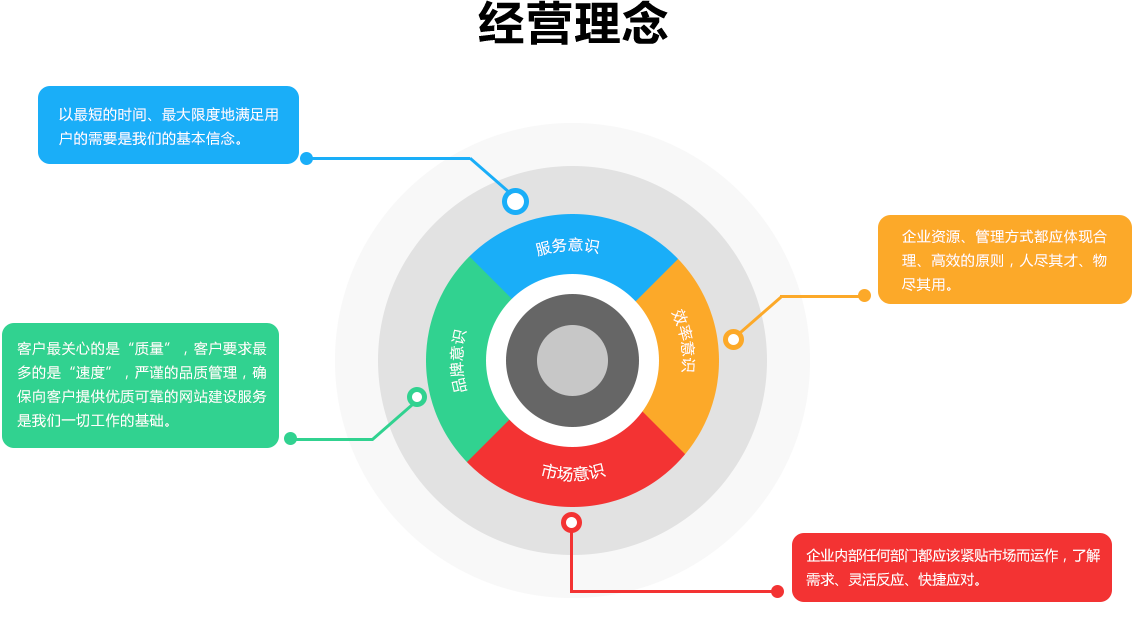 经营理念
以最短的时间、最大限度地满足用
户的需要是我们的基本信念。
服务意识
企业资源、管理方式都应体现合
理、高效的原则，人尽其才、物
尽其用。
效率意识
品牌意识
客户最关心的是“质量”，客户要求最
多的是“速度”，严谨的品质管理，确
保向客户提供优质可靠的网站建设服务
是我们一切工作的基础。
市场意识
企业内部任何部门都应该紧贴市场而运作，了解
需求、灵活反应、快捷应对。